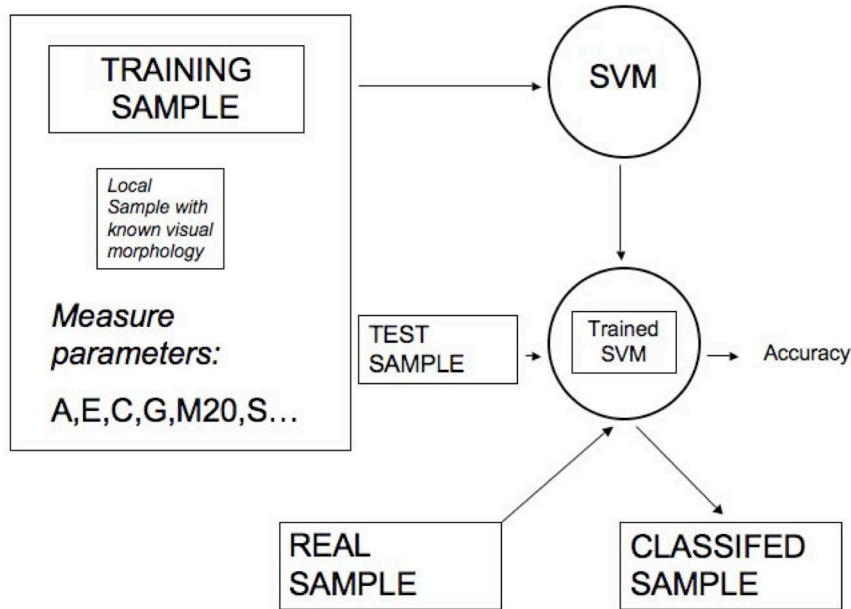 TRAINING
SAMPLE
SVM
Local
Sample with
known visual
morphology
Measure
parameters:
A,E,C,G,M20,S...
TEST
SAMPLE
Trained
SVM
Accuracy
REAL
SAMPLE
CLASSIFED
SAMPLE